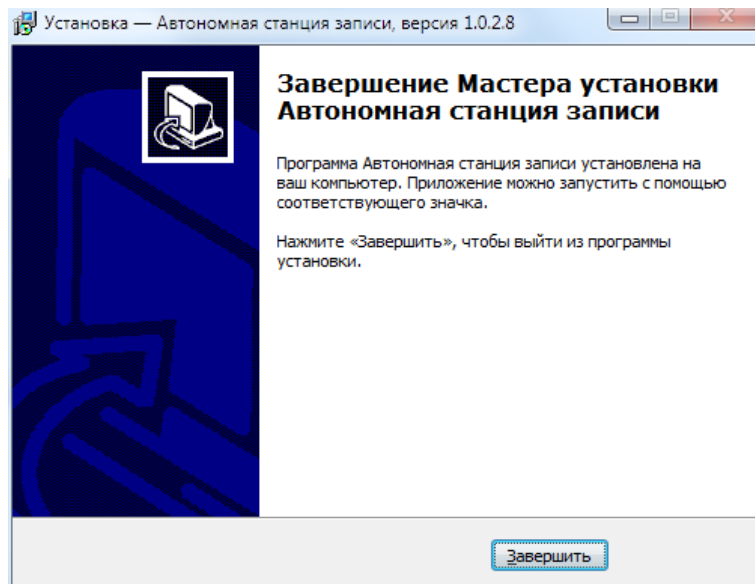 Установка — Автономная станция записи, версия 1.0.2.8
Завершение Мастера установки
Автономная станция записи
Программа Автономная станция записи установлена на
ваш компьютер. Приложение можно запустить с помощью
соответствующего значка.
Нажмите «Завершить», чтобы выйти из программы
установки.
Завершить